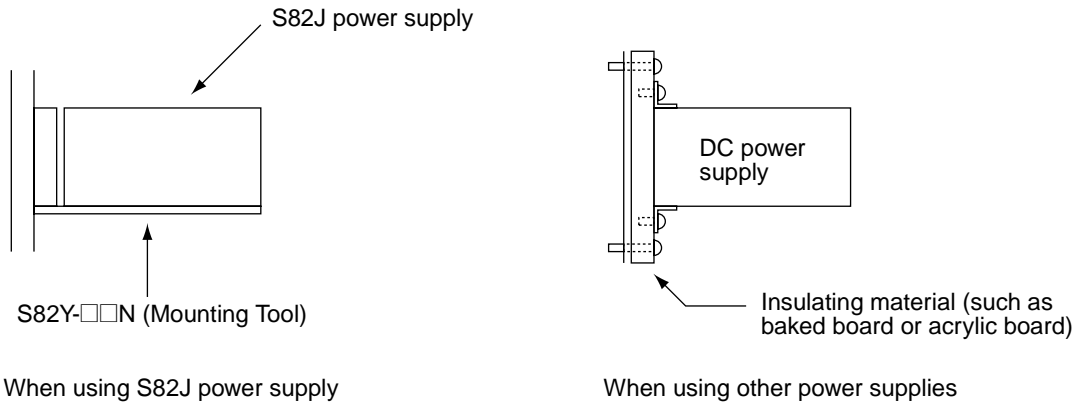 S82J power supply
S82Y-□□N (Mounting Tool)
When using S82J power supply
DC power
supply
Insulating material (such as
baked board or acrylic board)
When using other power supplies